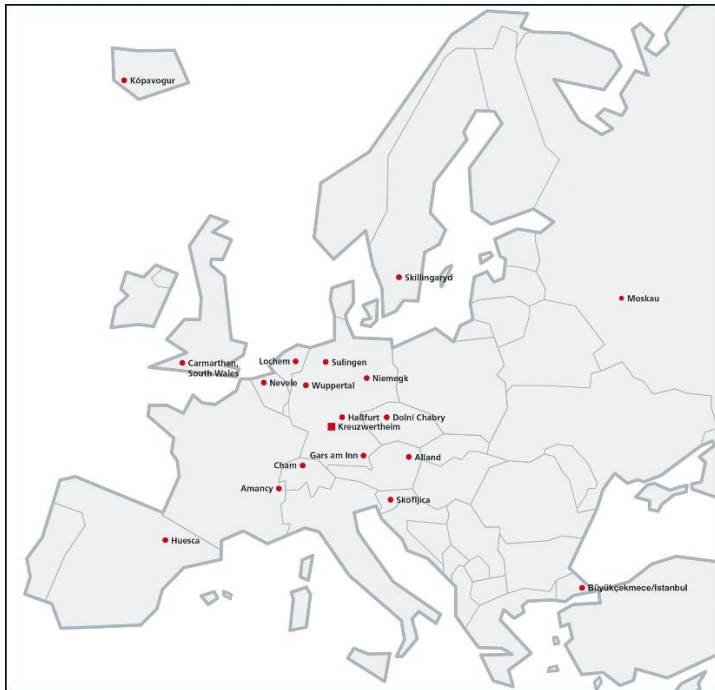 Kópavogur
Skillingaryd
Moskau
Carmarthen,
South Wales
Lochem
Sulingen
Nevele
Wuppertal
Niemegk
Haßfurt
Dolní Chabry
Kreuzwertheim
Gars am Inn
Alland
Cham
Amancy
Skofljica
Huesca
Büyükçekmece/Istanbul